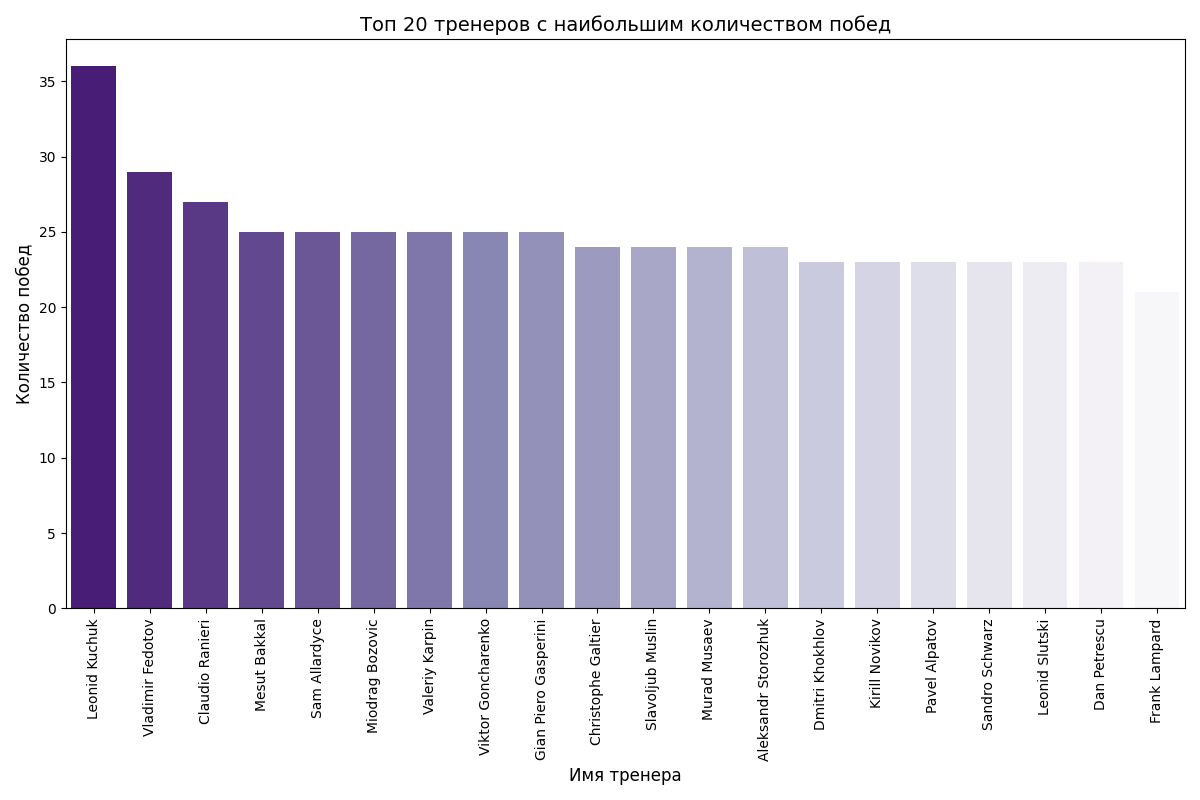 Топ 20 тренеров с наибольшим количеством побед
Количество побед
35
30
25
20
15
10
5
0
Leonid Kuchuk
Vladimir Fedotov
Claudio Ranieri
Mesut Bakkal
Sam Allardyce
Miodrag Bozovic
Valeriy Karpin
Viktor Goncharenko
Gian Piero Gasperini
Christophe Galtier
Slavoljub Muslin
Murad Musaev
Aleksandr Storozhuk
Dmitri Khokhlov
Kirill Novikov
Pavel Alpatov
Sandro Schwarz
Leonid Slutski
Dan Petrescu
Frank Lampard
Имя тренера